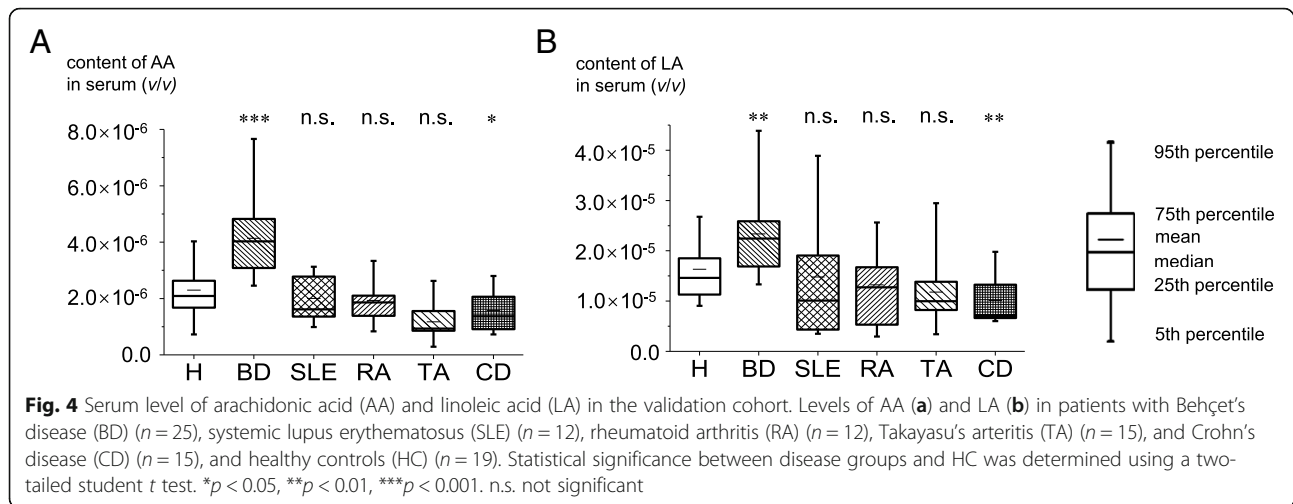 A
content of AA
in serum (v/v)
*** n.s. n.s. n.s. *
8.0×10⁻⁶
6.0×10⁻⁶
4.0×10⁻⁶
2.0×10⁻⁶
0.0
H BD SLE RA TA CD
B
content of LA
in serum (v/v)
** n.s. n.s. n.s. **
4.0×10⁻⁵
3.0×10⁻⁵
2.0×10⁻⁵
1.0×10⁻⁵
0.0
H BD SLE RA TA CD
95th percentile
75th percentile
mean
median
25th percentile
5th percentile
Fig. 4 Serum level of arachidonic acid (AA) and linoleic acid (LA) in the validation cohort. Levels of AA (a) and LA (b) in patients with Behçet's
disease (BD) (n = 25), systemic lupus erythematosus (SLE) (n = 12), rheumatoid arthritis (RA) (n = 12), Takayasu's arteritis (TA) (n = 15), and Crohn's
disease (CD) (n = 15), and healthy controls (HC) (n = 19). Statistical significance between disease groups and HC was determined using a two-
tailed student t test. *p < 0.05, **p < 0.01, ***p < 0.001. n.s. not significant